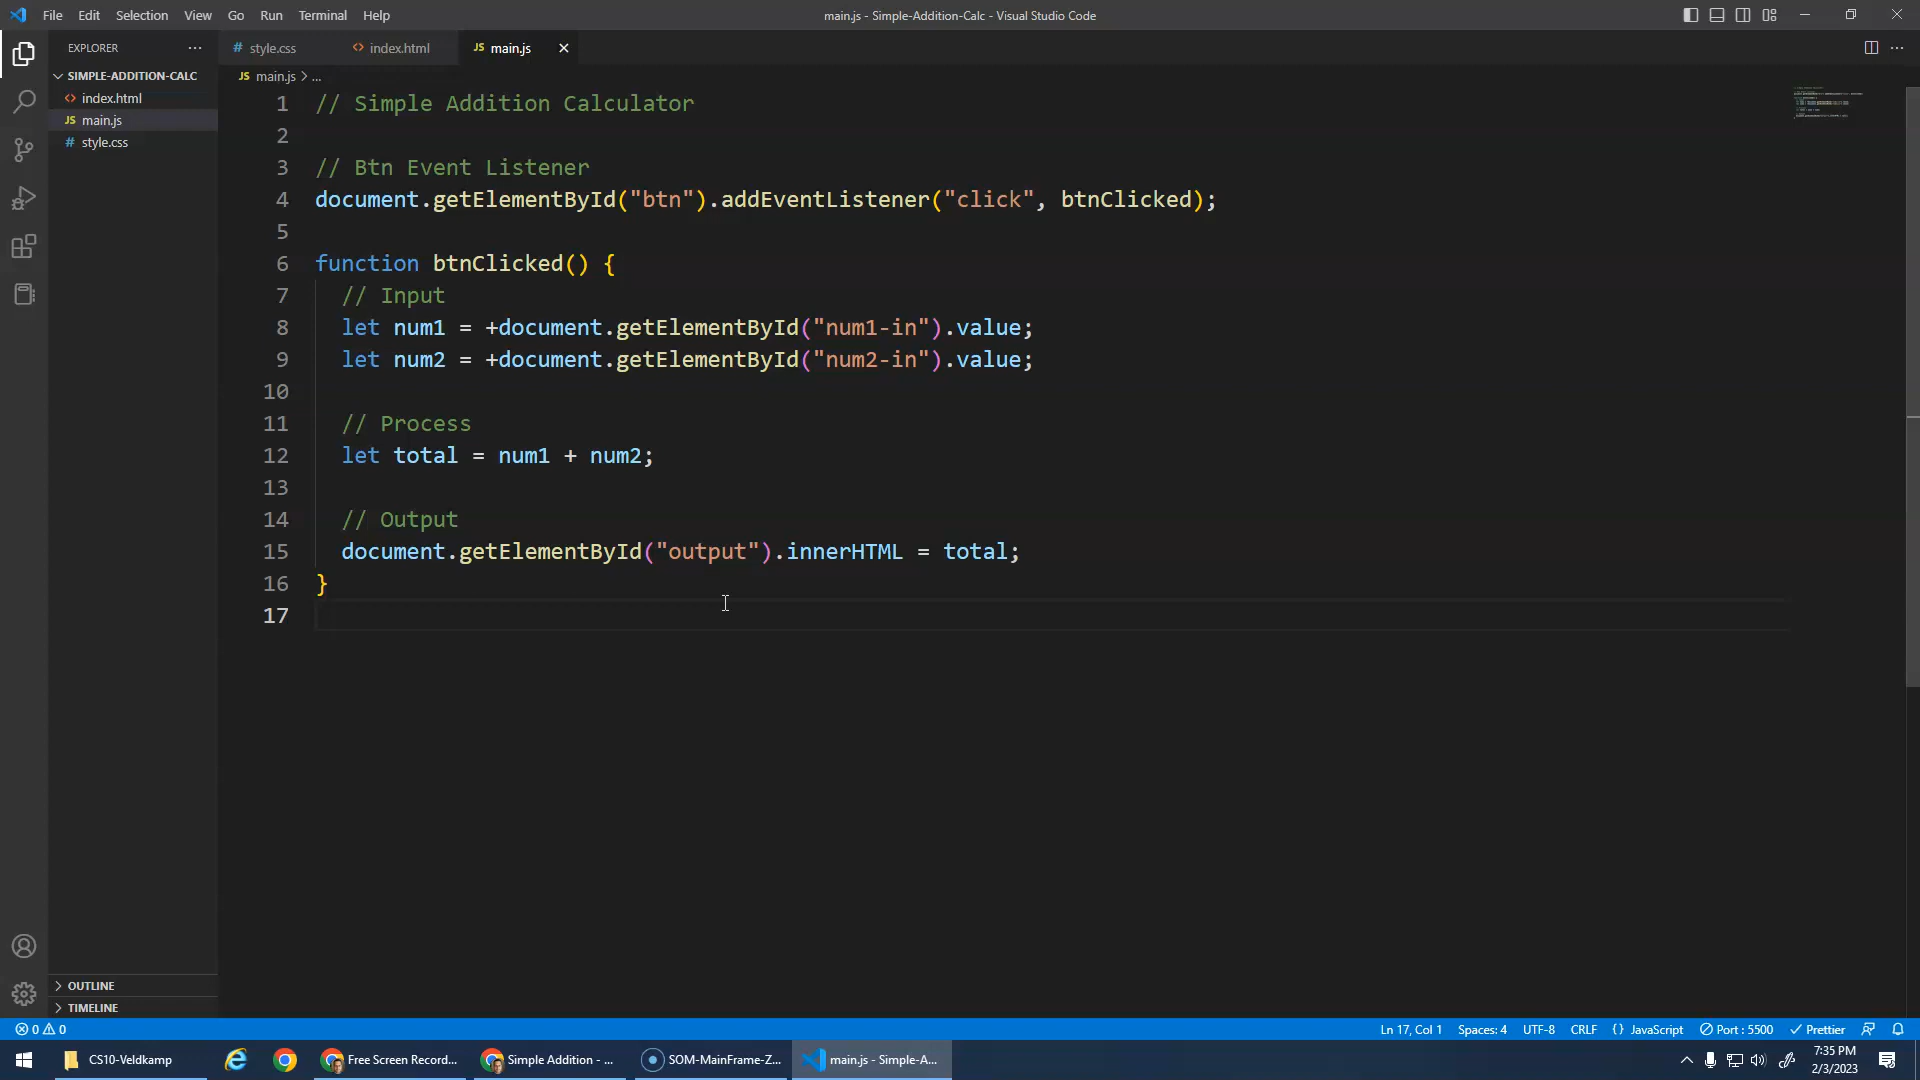 File Edit Selection View Go Run Terminal Help
main.js - Simple-Addition-Calc - Visual Studio Code
EXPLORER
SIMPLE-ADDITION-CALC
index.html
main.js
style.css
OUTLINE
TIMELINE
style.css
index.html
main.js
main.js > ...
1 // Simple Addition Calculator
2
3 // Btn Event Listener
4 document.getElementById("btn").addEventListener("click", btnClicked);
5
6 function btnClicked() {
7 // Input
8 let num1 = +document.getElementById("num1-in").value;
9 let num2 = +document.getElementById("num2-in").value;
10
11 // Process
12 let total = num1 + num2;
13
14 // Output
15 document.getElementById("output").innerHTML = total;
16 }
17
0 0
Ln 17, Col 1 Spaces: 4 UTF-8 CRLF {} JavaScript Port : 5500 Prettier
CS10-Veldkamp
Free Screen Record...
Simple Addition - ...
SOM-MainFrame-Z...
main.js - Simple-A...
7:35 PM
2/3/2023